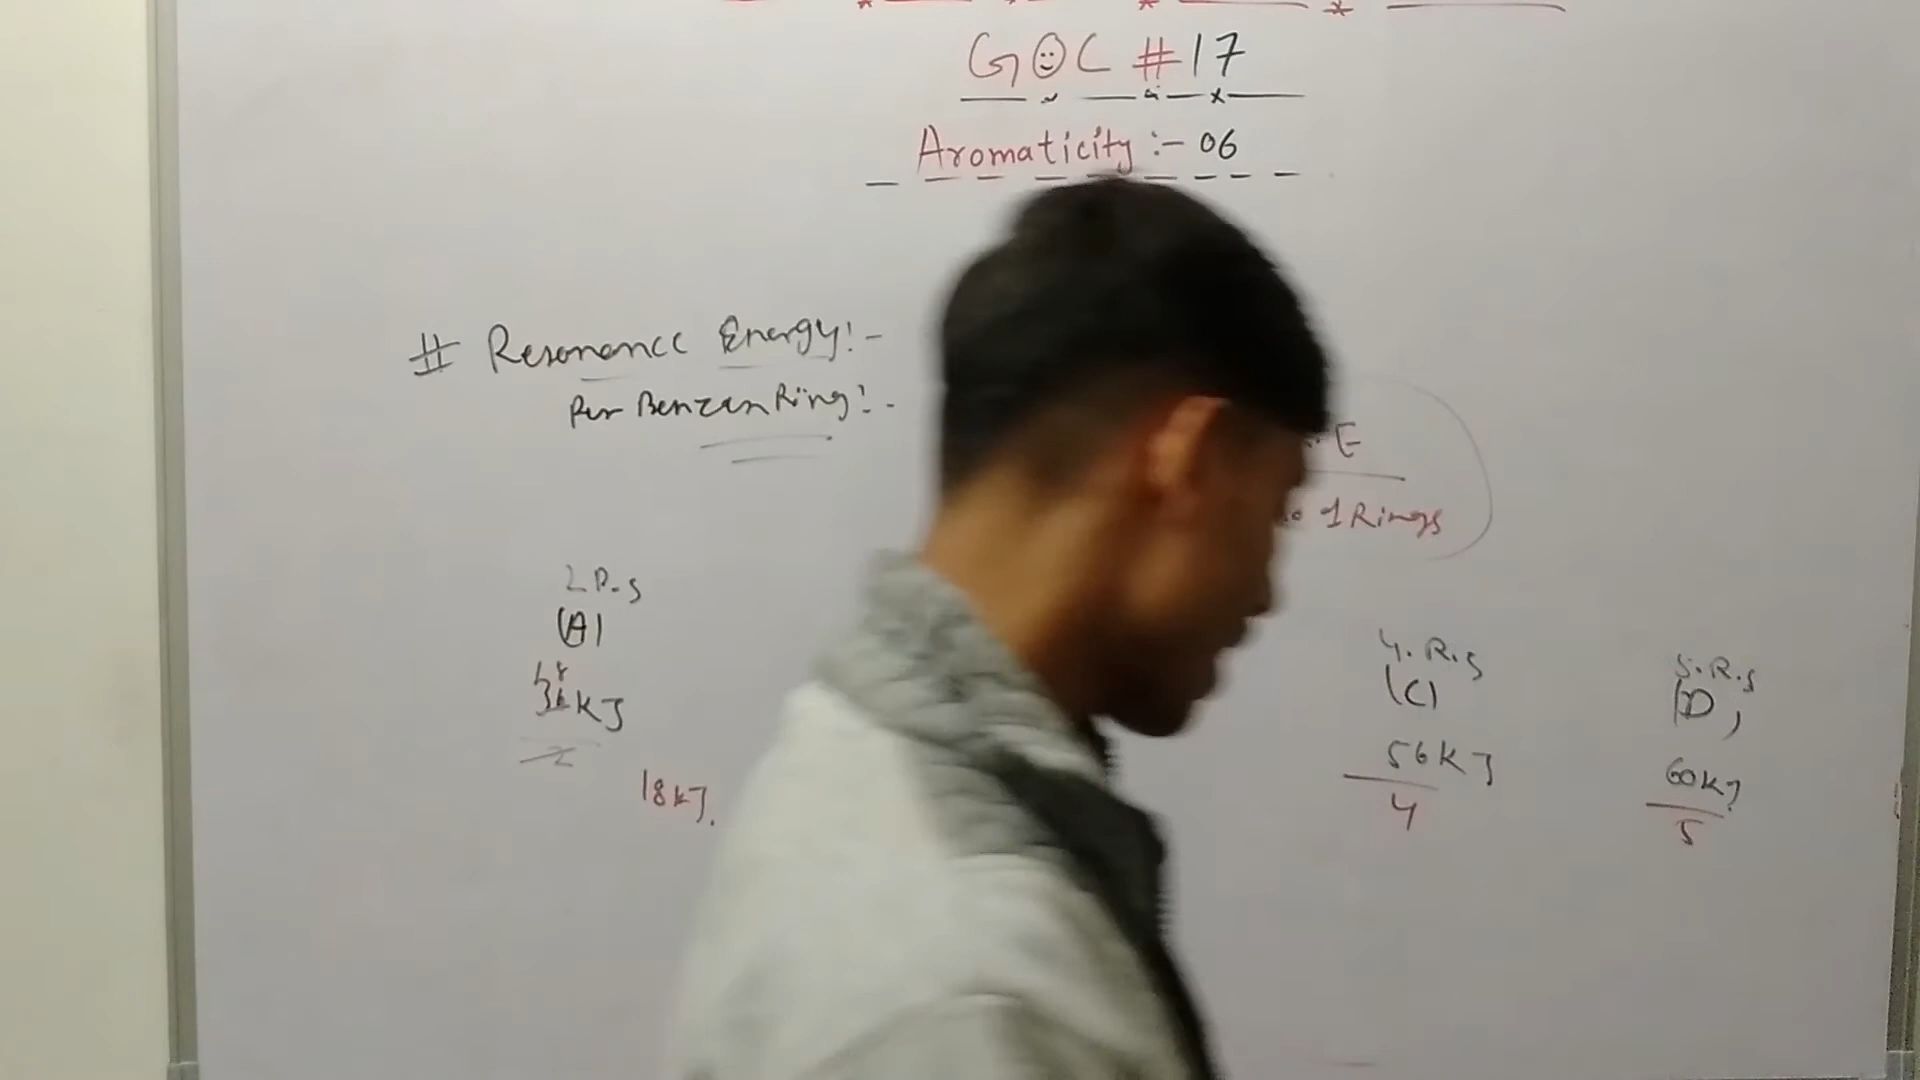 GOC #17
Aromaticity :- 06
# Resonance Energy:-
Per Benzen Ring:-
E
Rings
2 R.S
(A)
18
36 KJ
2
18 KJ.
4. R.S
(C)
56 KJ
4
5. R.S
(D)
60 KJ
5